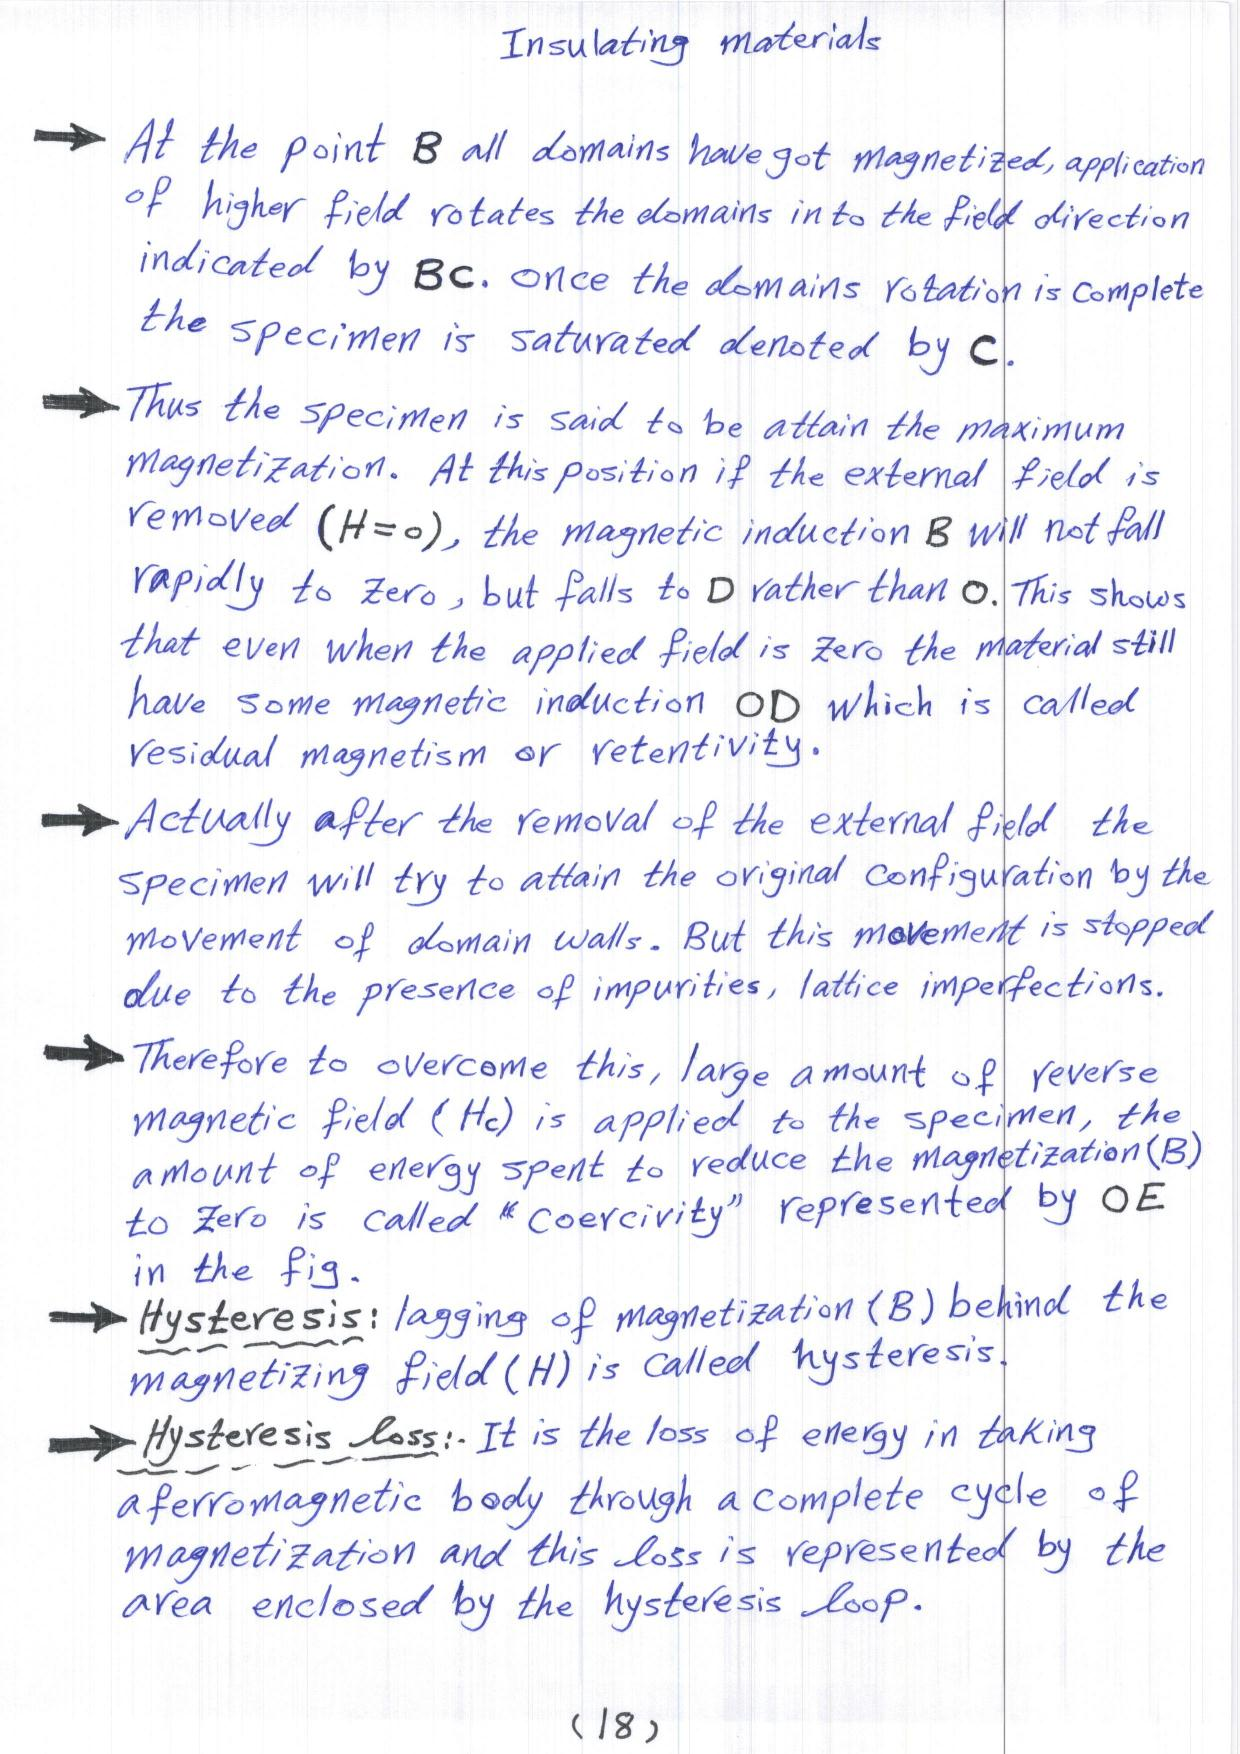 Insulating materials
→ At the point B all domains have got magnetized, application
of higher field rotates the domains in to the field direction
indicated by BC. once the domains rotation is complete
the specimen is saturated denoted by C.
→ Thus the specimen is said to be attain the maximum
magnetization. At this position if the external field is
removed (H=0), the magnetic induction B will not fall
rapidly to zero, but falls to D rather than O. This shows
that even when the applied field is zero the material still
have some magnetic induction OD which is called
residual magnetism or retentivity.
→ Actually after the removal of the external field the
specimen will try to attain the original configuration by the
movement of domain walls. But this movement is stopped
due to the presence of impurities, lattice imperfections.
→ Therefore to overcome this, large amount of reverse
magnetic field (Hc) is applied to the specimen, the
amount of energy spent to reduce the magnetization (B)
to zero is called "coercivity" represented by OE
in the fig.
→ Hysteresis: lagging of magnetization (B) behind the
magnetizing field (H) is called hysteresis.
→ Hysteresis loss:- It is the loss of energy in taking
a ferromagnetic body through a complete cycle of
magnetization and this loss is represented by the
area enclosed by the hysteresis loop.
(18)